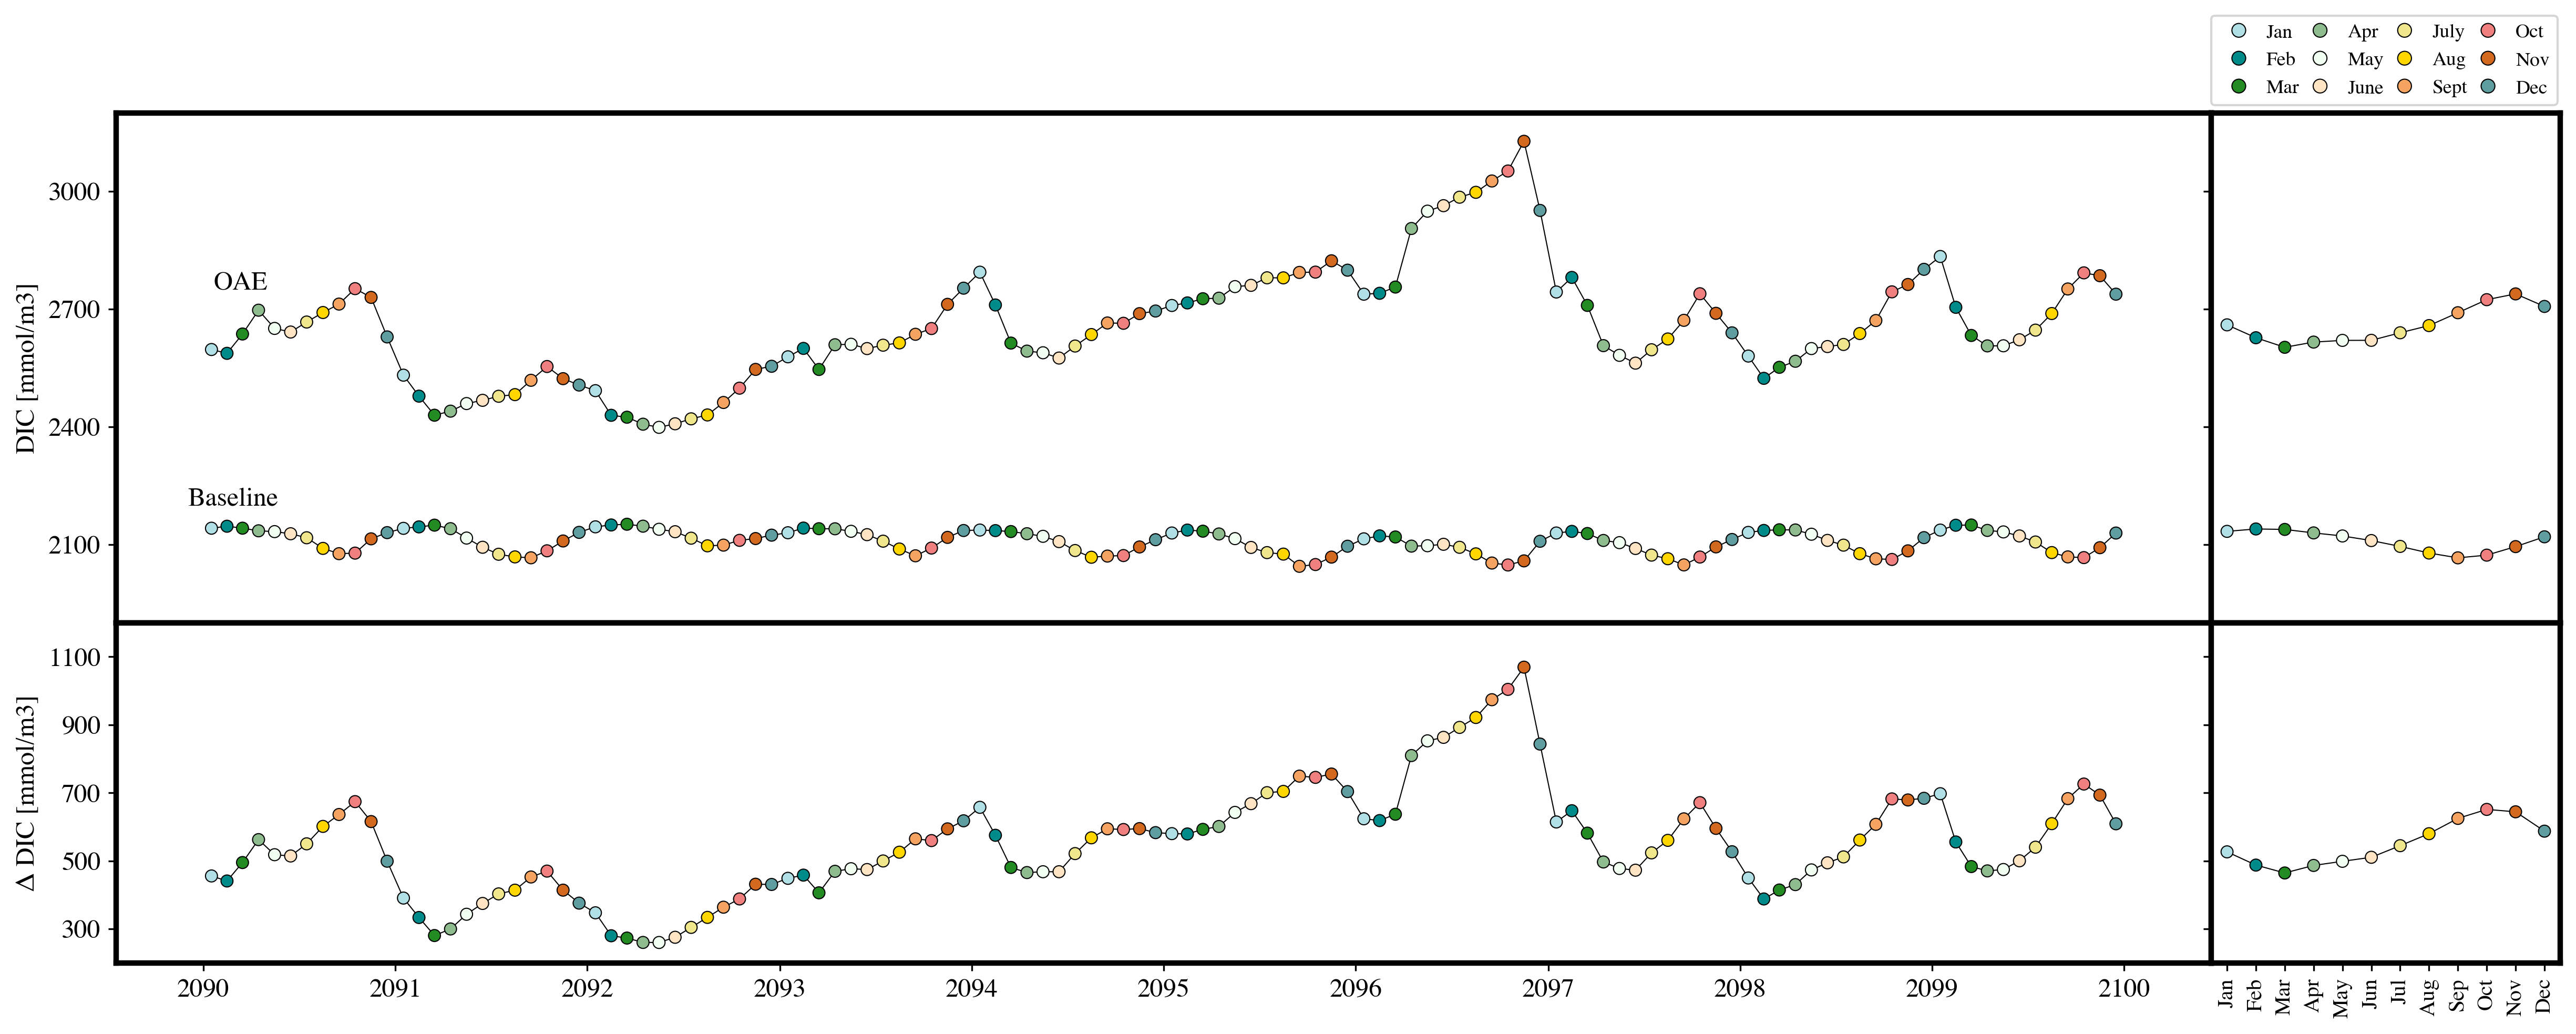 Jan Apr July Oct
Feb May Aug Nov
Mar June Sept Dec
DIC [mmol/m3]
3000
2700
2400
2100
OAE
Baseline
Δ DIC [mmol/m3]
1100
900
700
500
300
2090 2091 2092 2093 2094 2095 2096 2097 2098 2099 2100
Jan Feb Mar Apr May Jun Jul Aug Sep Oct Nov Dec